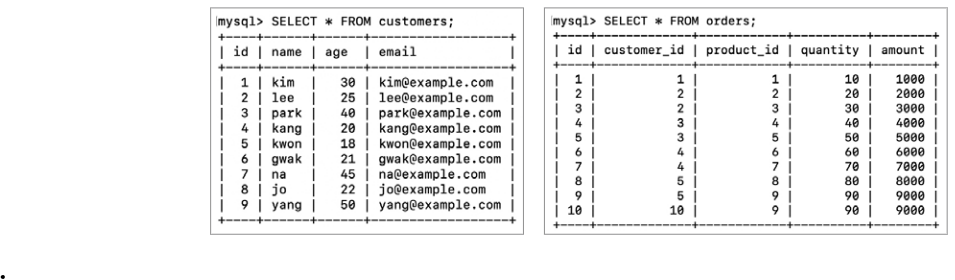 mysql> SELECT * FROM customers;
+----+------+------+------------------+
| id | name | age | email |
+----+------+------+------------------+
| 1 | kim | 30 | kim@example.com |
| 2 | lee | 25 | lee@example.com |
| 3 | park | 40 | park@example.com |
| 4 | kang | 20 | kang@example.com |
| 5 | kwon | 18 | kwon@example.com |
| 6 | gwak | 21 | gwak@example.com |
| 7 | na | 45 | na@example.com |
| 8 | jo | 22 | jo@example.com |
| 9 | yang | 50 | yang@example.com |
+----+------+------+------------------+
mysql> SELECT * FROM orders;
+----+-------------+------------+----------+--------+
| id | customer_id | product_id | quantity | amount |
+----+-------------+------------+----------+--------+
| 1 | 1 | 1 | 10 | 1000 |
| 2 | 2 | 2 | 20 | 2000 |
| 3 | 2 | 3 | 30 | 3000 |
| 4 | 3 | 4 | 40 | 4000 |
| 5 | 3 | 5 | 50 | 5000 |
| 6 | 4 | 6 | 60 | 6000 |
| 7 | 4 | 7 | 70 | 7000 |
| 8 | 5 | 8 | 80 | 8000 |
| 9 | 5 | 9 | 90 | 9000 |
| 10 | 10 | 9 | 90 | 9000 |
+----+-------------+------------+----------+--------+
.